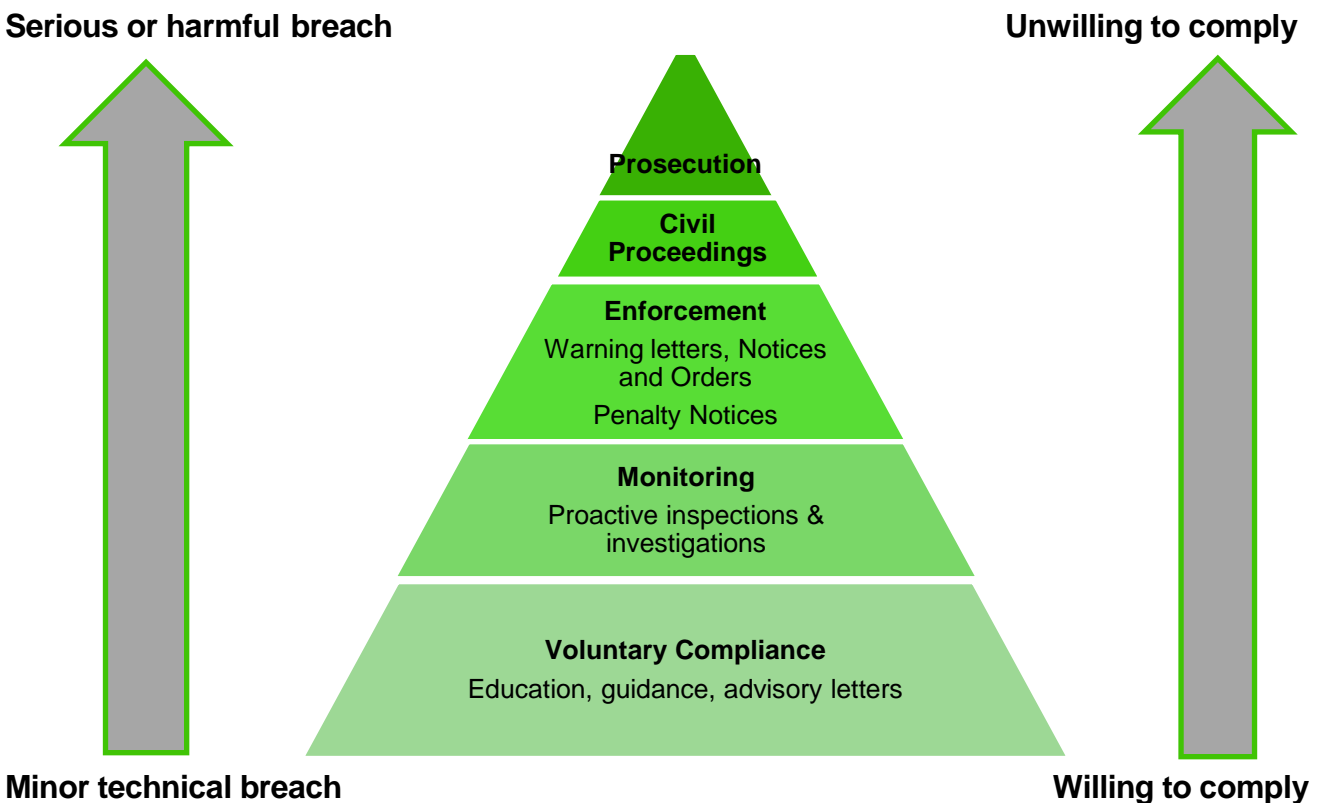 Serious or harmful breach
Unwilling to comply
Prosecution
Civil
Proceedings
Enforcement
Warning letters, Notices
and Orders
Penalty Notices
Monitoring
Proactive inspections &
investigations
Voluntary Compliance
Education, guidance, advisory letters
Minor technical breach
Willing to comply